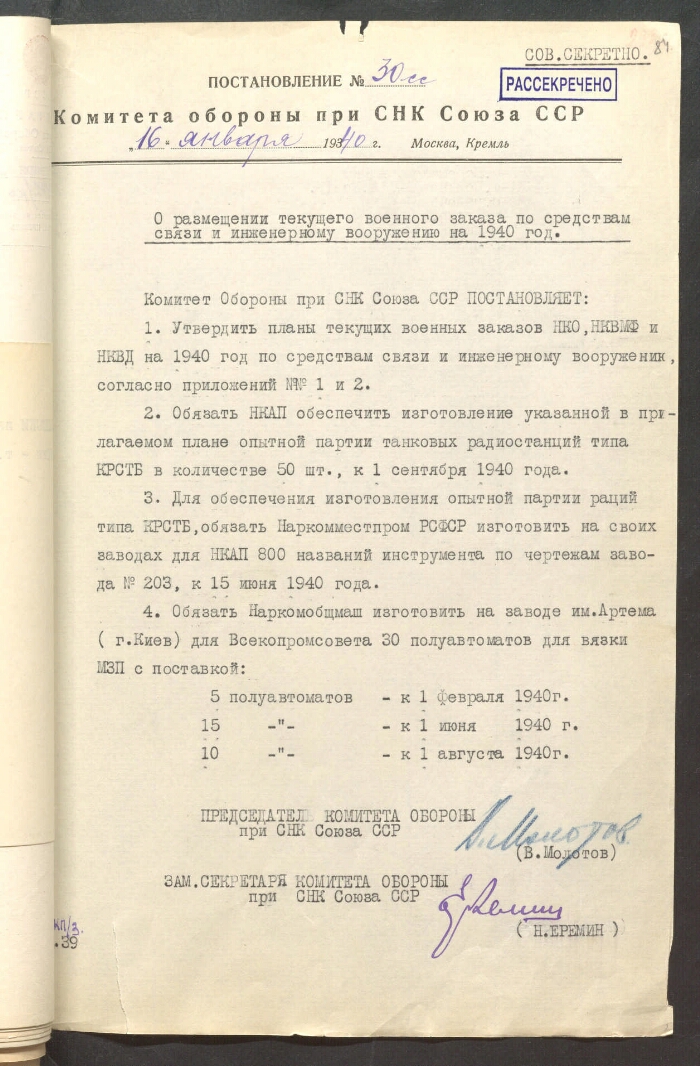 СОВ.СЕКРЕТНО. 84
РАССЕКРЕЧЕНО
ПОСТАНОВЛЕНИЕ № 30сс
Комитета обороны при СНК Союза ССР
„16" января 1940 г. Москва, Кремль
О размещении текущего военного заказа по средствам
связи и инженерному вооружению на 1940 год.
Комитет Обороны при СНК Союза ССР ПОСТАНОВЛЯЕТ:
1. Утвердить планы текущих военных заказов НКО,НКВМФ и
НКВД на 1940 год по средствам связи и инженерному вооружению,
согласно приложений №№ 1 и 2.
2. Обязать НКАП обеспечить изготовление указанной в при-
лагаемом плане опытной партии танковых радиостанций типа
КРСТБ в количестве 50 шт., к 1 сентября 1940 года.
3. Для обеспечения изготовления опытной партии раций
типа КРСТБ,обязать Наркомместпром РСФСР изготовить на своих
заводах для НКАП 800 названий инструмента по чертежам заво-
да № 203, к 15 июня 1940 года.
4. Обязать Наркомобщмаш изготовить на заводе им.Артема
( г.Киев) для Всекопромсовета 30 полуавтоматов для вязки
МЗП с поставкой:
5 полуавтоматов - к 1 февраля 1940г.
15 -"- - к 1 июня 1940 г.
10 -"- - к 1 августа 1940г.
ПРЕДСЕДАТЕЛЬ КОМИТЕТА ОБОРОНЫ
при СНК Союза ССР
В. Молотов
(В.Молотов)
ЗАМ.СЕКРЕТАРЯ КОМИТЕТА ОБОРОНЫ
при СНК Союза ССР
( Н.ЕРЕМИН )
кп/3.
.39